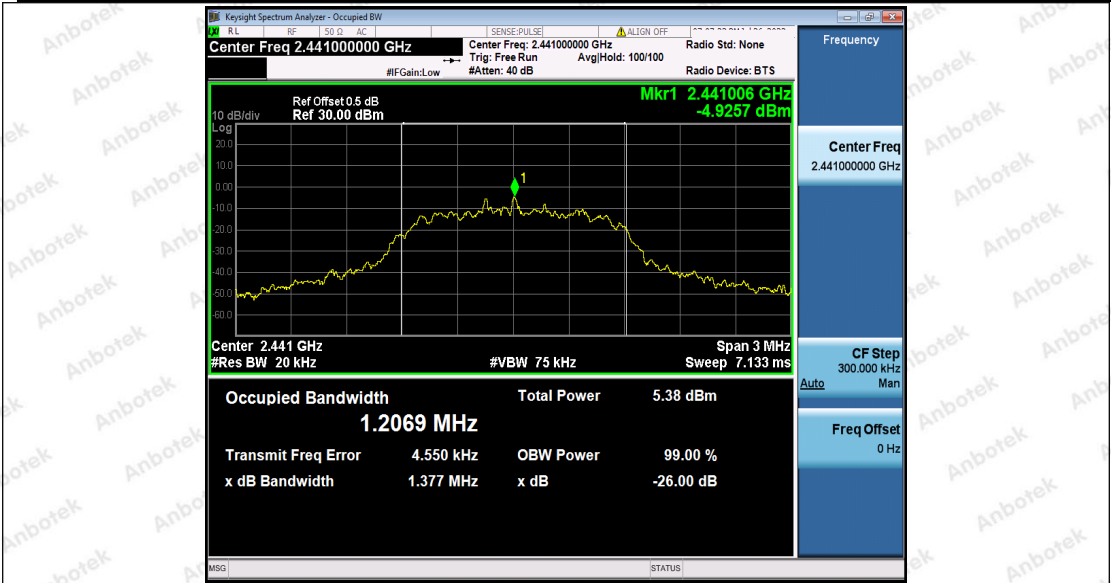 Keysight Spectrum Analyzer - Occupied BW
RL RF 50 Ω AC SENSE:PULSE ALIGN OFF
Center Freq 2.441000000 GHz
Center Freq: 2.441000000 GHz Radio Std: None
Trig: Free Run Avg|Hold: 100/100
#IFGain:Low #Atten: 40 dB Radio Device: BTS
Frequency
Mkr1 2.441006 GHz
-4.9257 dBm
Ref Offset 0.5 dB
10 dB/div Ref 30.00 dBm
Log
20.0
10.0
0.00
-10.0
-20.0
-30.0
-40.0
-50.0
-60.0
1
Center 2.441 GHz Span 3 MHz
#Res BW 20 kHz #VBW 75 kHz Sweep 7.133 ms
Center Freq
2.441000000 GHz
CF Step
300.000 kHz
Auto Man
Freq Offset
0 Hz
Occupied Bandwidth Total Power 5.38 dBm
1.2069 MHz
Transmit Freq Error 4.550 kHz OBW Power 99.00 %
x dB Bandwidth 1.377 MHz x dB -26.00 dB
MSG STATUS
Anbotek